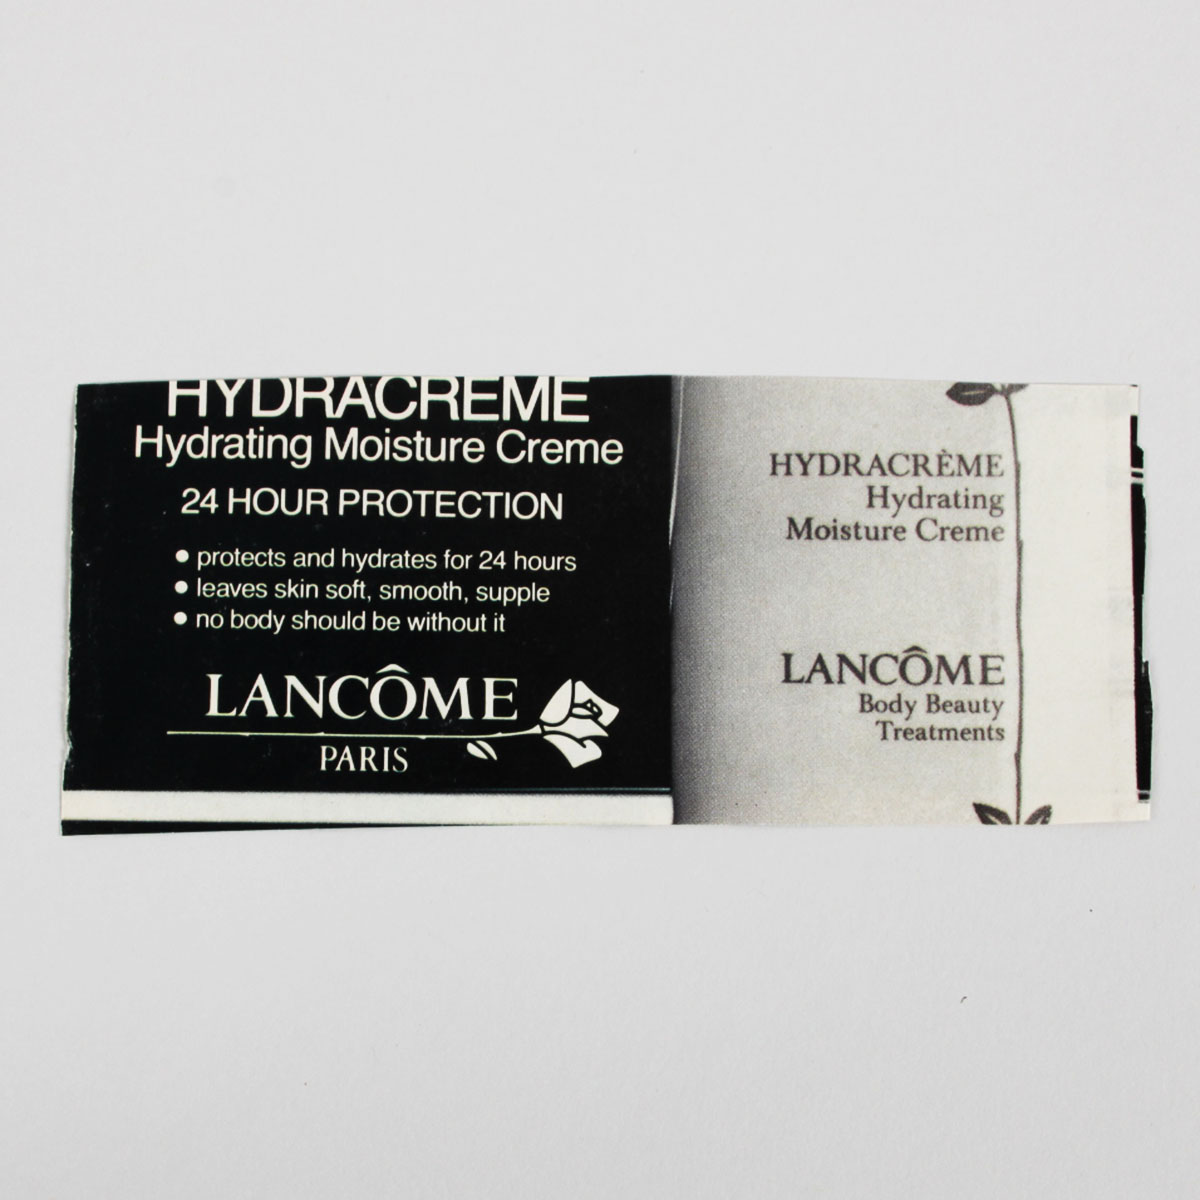 HYDRACREME
Hydrating Moisture Creme
24 HOUR PROTECTION
• protects and hydrates for 24 hours
• leaves skin soft, smooth, supple
• no body should be without it
LANCÔME
PARIS
HYDRACRÈME
Hydrating
Moisture Creme
LANCÔME
Body Beauty
Treatments